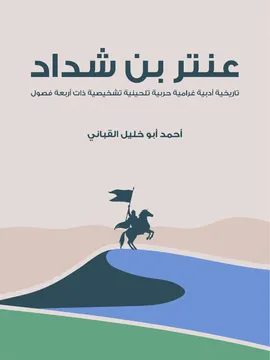 عنتر بن شداد
تاريخية أدبية غرامية حربية تلحينية تشخيصية ذات أربعة فصول
أحمد أبو خليل القباني